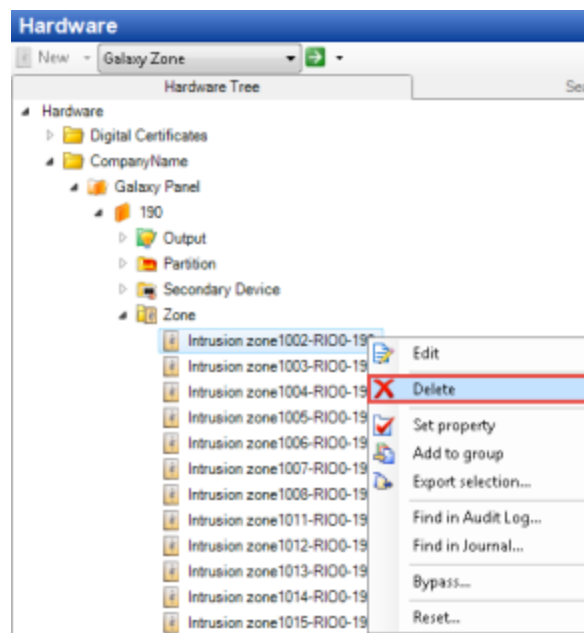 Hardware
New Galaxy Zone
Hardware Tree Sea
Hardware
Digital Certificates
CompanyName
Galaxy Panel
190
Output
Partition
Secondary Device
Zone
Intrusion zone1002-RIO0-190
Edit
Intrusion zone1003-RIO0-19
Intrusion zone1004-RIO0-19 Delete
Intrusion zone1005-RIO0-19
Set property
Intrusion zone1006-RIO0-19
Add to group
Intrusion zone1007-RIO0-19
Export selection...
Intrusion zone1008-RIO0-19
Intrusion zone1011-RIO0-19 Find in Audit Log...
Intrusion zone1012-RIO0-19 Find in Journal...
Intrusion zone1013-RIO0-19
Bypass...
Intrusion zone1014-RIO0-19
Intrusion zone1015-RIO0-19 Reset...